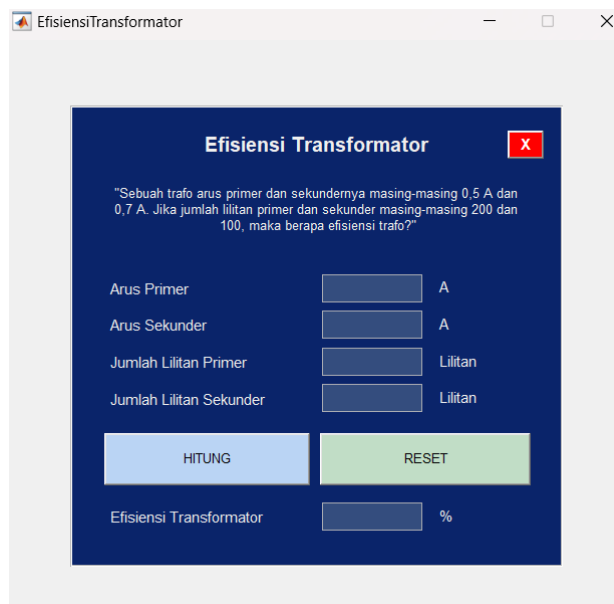 EfisiensiTransformator
Efisiensi Transformator
X
"Sebuah trafo arus primer dan sekundernya masing-masing 0,5 A dan
0,7 A. Jika jumlah lilitan primer dan sekunder masing-masing 200 dan
100, maka berapa efisiensi trafo?"
Arus Primer A
Arus Sekunder A
Jumlah Lilitan Primer Lilitan
Jumlah Lilitan Sekunder Lilitan
HITUNG RESET
Efisiensi Transformator %